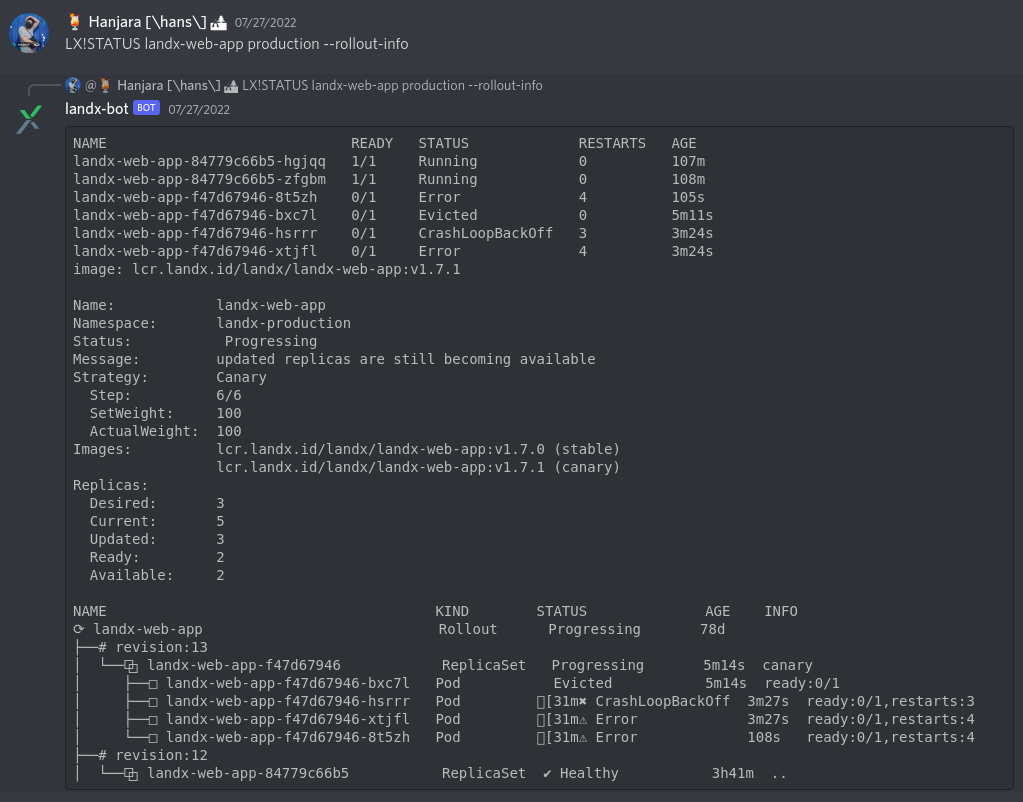 Hanjara [\hans\] 07/27/2022
LX!STATUS landx-web-app production --rollout-info
@ Hanjara [\hans\] LX!STATUS landx-web-app production --rollout-info
landx-bot BOT 07/27/2022
NAME READY STATUS RESTARTS AGE
landx-web-app-84779c66b5-hgjqq 1/1 Running 0 107m
landx-web-app-84779c66b5-zfgbm 1/1 Running 0 108m
landx-web-app-f47d67946-8t5zh 0/1 Error 4 105s
landx-web-app-f47d67946-bxc7l 0/1 Evicted 0 5m11s
landx-web-app-f47d67946-hsrrr 0/1 CrashLoopBackOff 3 3m24s
landx-web-app-f47d67946-xtjfl 0/1 Error 4 3m24s
image: lcr.landx.id/landx/landx-web-app:v1.7.1
Name: landx-web-app
Namespace: landx-production
Status: Progressing
Message: updated replicas are still becoming available
Strategy: Canary
Step: 6/6
SetWeight: 100
ActualWeight: 100
Images: lcr.landx.id/landx/landx-web-app:v1.7.0 (stable)
lcr.landx.id/landx/landx-web-app:v1.7.1 (canary)
Replicas:
Desired: 3
Current: 5
Updated: 3
Ready: 2
Available: 2
NAME KIND STATUS AGE INFO
⟳ landx-web-app Rollout Progressing 78d
├──# revision:13
│ └──⧉ landx-web-app-f47d67946 ReplicaSet Progressing 5m14s canary
│ ├──□ landx-web-app-f47d67946-bxc7l Pod Evicted 5m14s ready:0/1
│ ├──□ landx-web-app-f47d67946-hsrrr Pod [31m✖ CrashLoopBackOff 3m27s ready:0/1,restarts:3
│ ├──□ landx-web-app-f47d67946-xtjfl Pod [31m⚠ Error 3m27s ready:0/1,restarts:4
│ └──□ landx-web-app-f47d67946-8t5zh Pod [31m⚠ Error 108s ready:0/1,restarts:4
├──# revision:12
│ └──⧉ landx-web-app-84779c66b5 ReplicaSet ✔ Healthy 3h41m ..